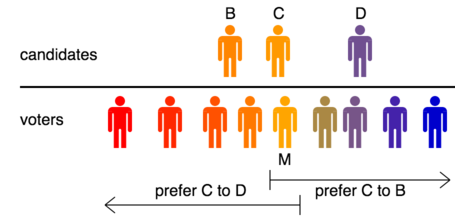 B C D
candidates
voters
M
prefer C to D prefer C to B